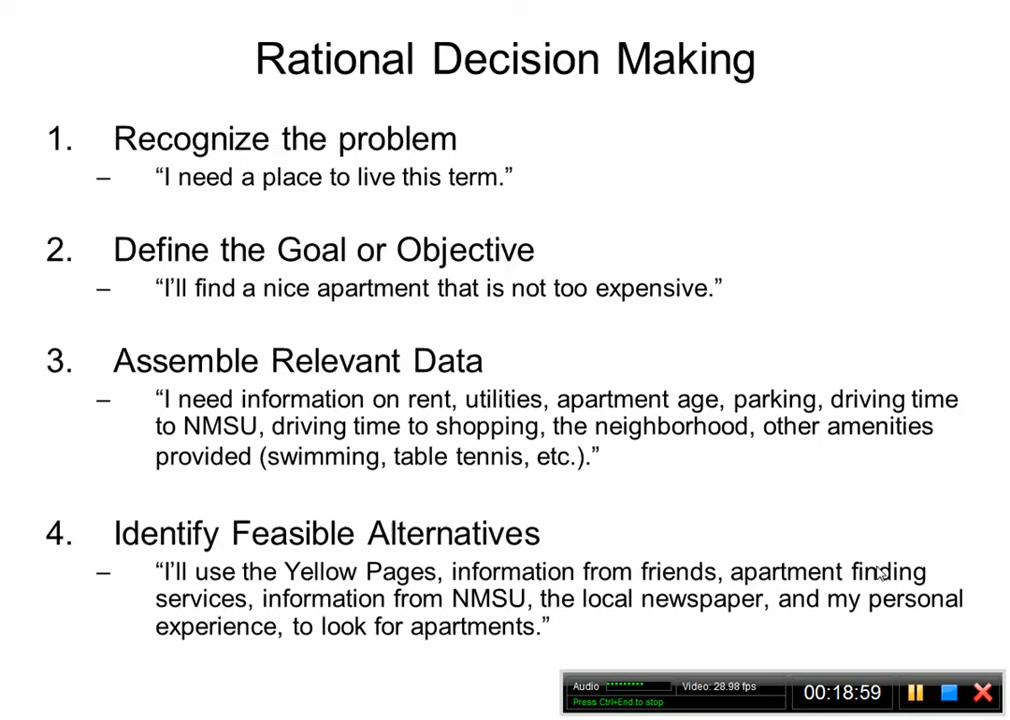 Rational Decision Making
1. Recognize the problem
– “I need a place to live this term.”
2. Define the Goal or Objective
– “I’ll find a nice apartment that is not too expensive.”
3. Assemble Relevant Data
– “I need information on rent, utilities, apartment age, parking, driving time
to NMSU, driving time to shopping, the neighborhood, other amenities
provided (swimming, table tennis, etc.).”
4. Identify Feasible Alternatives
– “I’ll use the Yellow Pages, information from friends, apartment finding
services, information from NMSU, the local newspaper, and my personal
experience, to look for apartments.”
Audio Video: 28.98 fps 00:18:59
Press Ctrl+End to stop